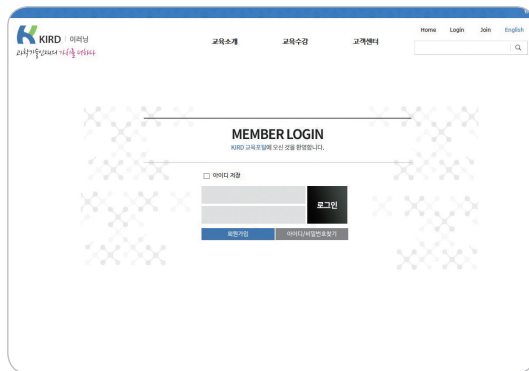 KIRD 이러닝
과학기술인재의 가치를 더하다
Home Login Join English
교육소개 교육수강 고객센터
MEMBER LOGIN
KIRD 교육포털에 오신 것을 환영합니다.
아이디 저장
로그인
회원가입 아이디/비밀번호찾기